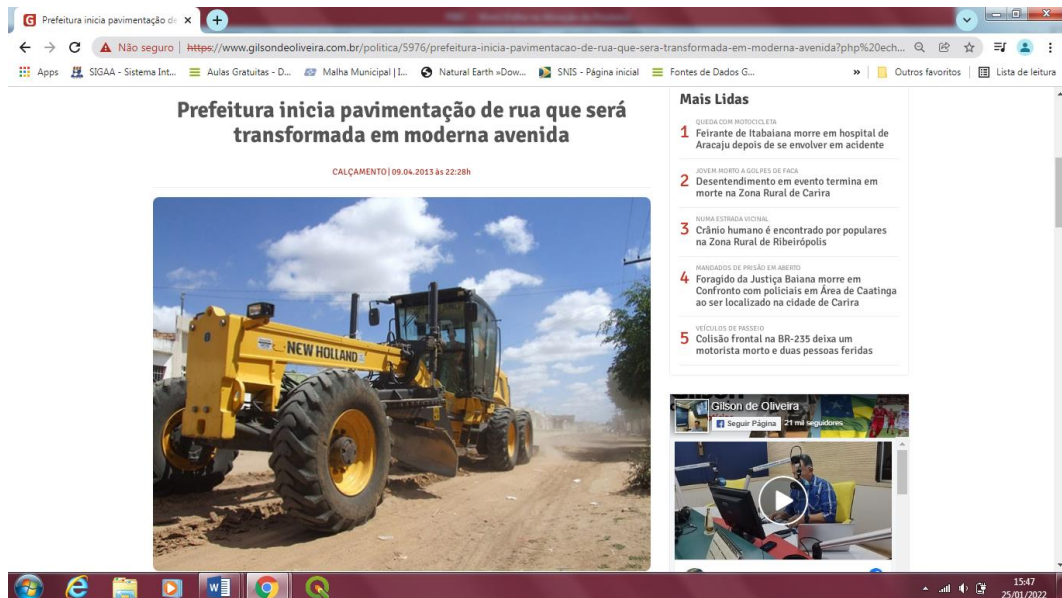 Prefeitura inicia pavimentação de
Não seguro | https://www.gilsondeoliveira.com.br/politica/5976/prefeitura-inicia-pavimentacao-de-rua-que-sera-transformada-em-moderna-avenida?php%20ech...
Apps SIGAA - Sistema Int... Aulas Gratuitas - D... Malha Municipal | I... Natural Earth »Dow... SNIS - Página inicial Fontes de Dados G... » Outros favoritos Lista de leitura
Prefeitura inicia pavimentação de rua que será
transformada em moderna avenida
CALÇAMENTO | 09.04.2013 às 22:28h
NEW HOLLAND
Mais Lidas
QUEDA COM MOTOCICLETA
1 Feirante de Itabaiana morre em hospital de
Aracaju depois de se envolver em acidente
JOVEM MORTO A GOLPES DE FACA
2 Desentendimento em evento termina em
morte na Zona Rural de Carira
NUMA ESTRADA VICINAL
3 Crânio humano é encontrado por populares
na Zona Rural de Ribeirópolis
MANDADOS DE PRISÃO EM ABERTO
4 Foragido da Justiça Baiana morre em
Confronto com policiais em Área de Caatinga
ao ser localizado na cidade de Carira
VEÍCULOS DE PASSEIO
5 Colisão frontal na BR-235 deixa um
motorista morto e duas pessoas feridas
Gilson de Oliveira
Seguir Página 21 mil seguidores
15:47
25/01/2022